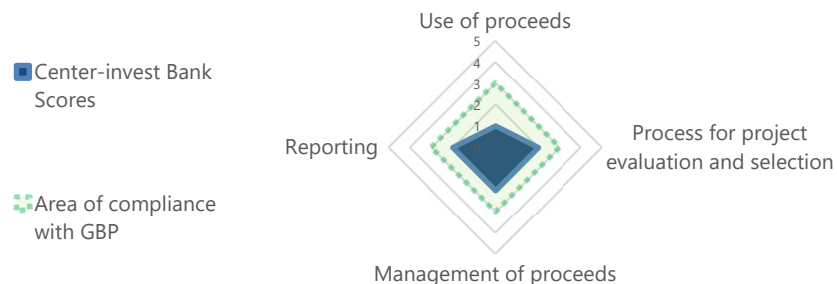 Use of proceeds
5
4
3
2
1
0
Center-invest Bank
Scores
Reporting
Process for project
evaluation and selection
Area of compliance
with GBP
Management of proceeds